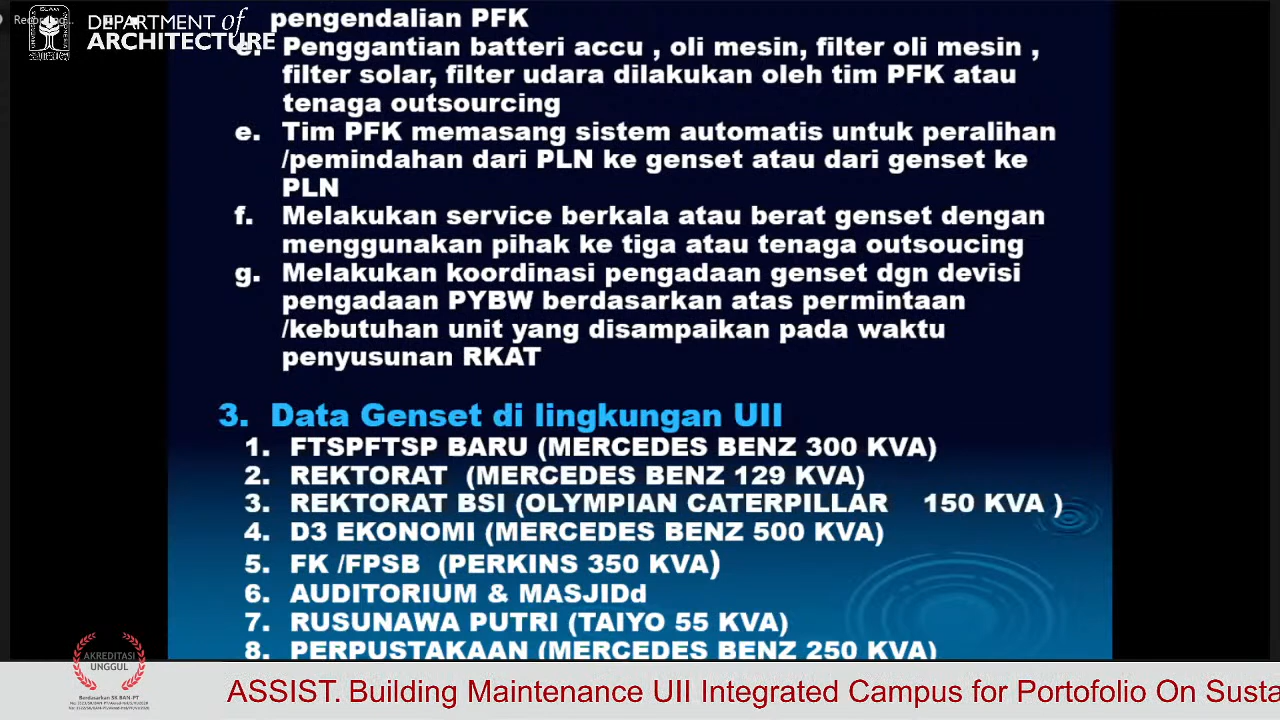 DEPARTMENT of
ARCHITECTURE
pengendalian PFK
Penggantian batteri accu , oli mesin, filter oli mesin ,
filter solar, filter udara dilakukan oleh tim PFK atau
tenaga outsourcing
e. Tim PFK memasang sistem automatis untuk peralihan
/pemindahan dari PLN ke genset atau dari genset ke
PLN
f. Melakukan service berkala atau berat genset dengan
menggunakan pihak ke tiga atau tenaga outsoucing
g. Melakukan koordinasi pengadaan genset dgn devisi
pengadaan PYBW berdasarkan atas permintaan
/kebutuhan unit yang disampaikan pada waktu
penyusunan RKAT
3. Data Genset di lingkungan UII
1. FTSPFTSP BARU (MERCEDES BENZ 300 KVA)
2. REKTORAT (MERCEDES BENZ 129 KVA)
3. REKTORAT BSI (OLYMPIAN CATERPILLAR 150 KVA )
4. D3 EKONOMI (MERCEDES BENZ 500 KVA)
5. FK /FPSB (PERKINS 350 KVA)
6. AUDITORIUM & MASJIDd
7. RUSUNAWA PUTRI (TAIYO 55 KVA)
8. PERPUSTAKAAN (MERCEDES BENZ 250 KVA)
AKREDITASI
UNGGUL
Berdasarkan SK BAN-PT
ASSIST. Building Maintenance UII Integrated Campus for Portofolio On Susta